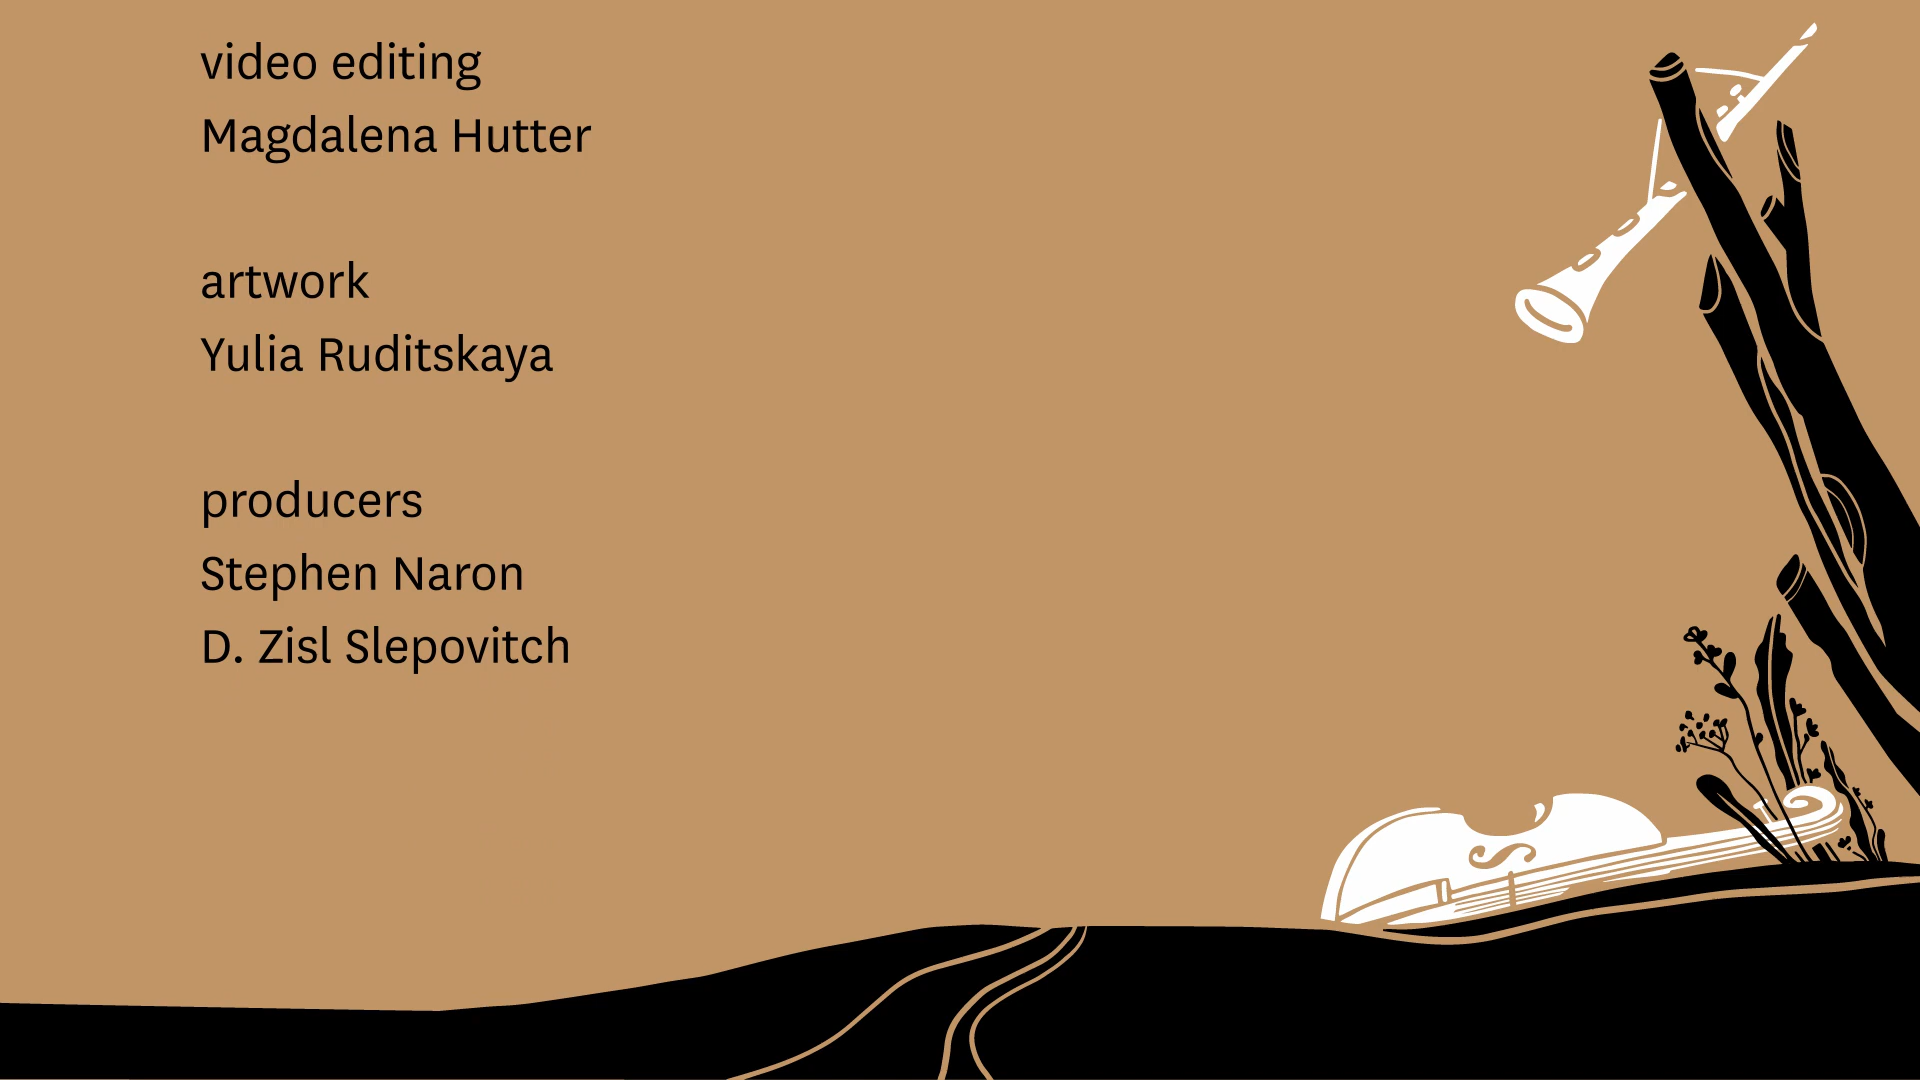 video editing
Magdalena Hutter
artwork
Yulia Ruditskaya
producers
Stephen Naron
D. Zisl Slepovitch